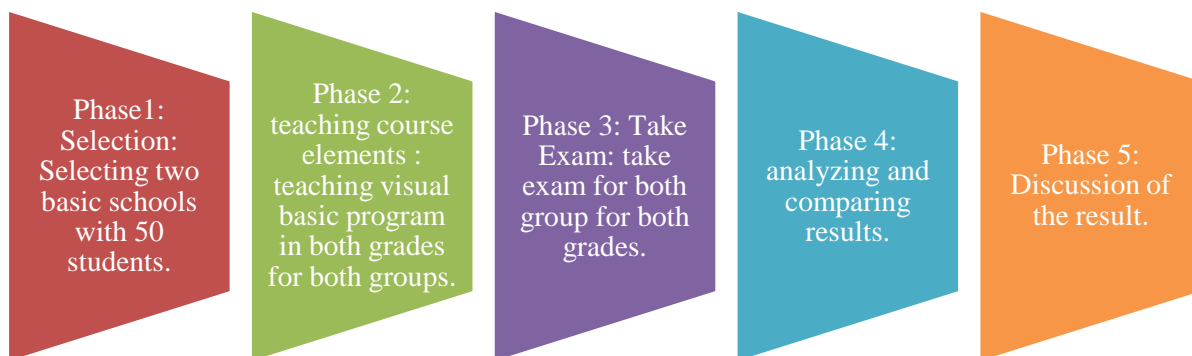 Phase1:
Selection:
Selecting two
basic schools
with 50
students.
Phase 2:
teaching course
elements :
teaching visual
basic program
in both grades
for both groups.
Phase 3: Take
Exam: take
exam for both
group for both
grades.
Phase 4:
analyzing and
comparing
results.
Phase 5:
Discussion of
the result.